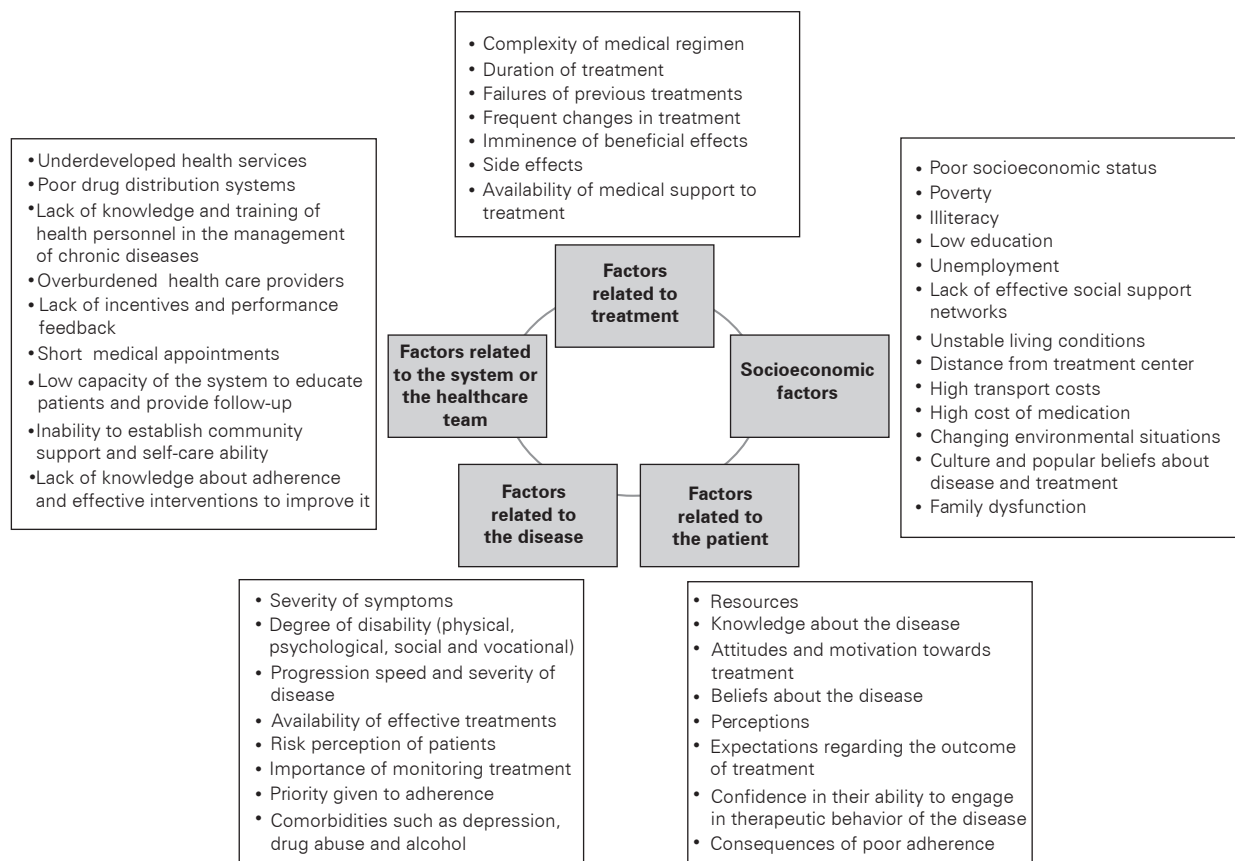 • Complexity of medical regimen
• Duration of treatment
• Failures of previous treatments
• Frequent changes in treatment
• Imminence of beneficial effects
• Side effects
• Availability of medical support to
treatment
• Underdeveloped health services
• Poor drug distribution systems
• Lack of knowledge and training of
health personnel in the management
of chronic diseases
• Overburdened health care providers
• Lack of incentives and performance
feedback
• Short medical appointments
• Low capacity of the system to educate
patients and provide follow-up
• Inability to establish community
support and self-care ability
• Lack of knowledge about adherence
and effective interventions to improve it
• Poor socioeconomic status
• Poverty
• Illiteracy
• Low education
• Unemployment
• Lack of effective social support
networks
• Unstable living conditions
• Distance from treatment center
• High transport costs
• High cost of medication
• Changing environmental situations
• Culture and popular beliefs about
disease and treatment
• Family dysfunction
Factors
related to
treatment
Factors related
to the system or
the healthcare
team
Socioeconomic
factors
Factors
related to
the disease
Factors
related to
the patient
• Severity of symptoms
• Degree of disability (physical,
psychological, social and vocational)
• Progression speed and severity of
disease
• Availability of effective treatments
• Risk perception of patients
• Importance of monitoring treatment
• Priority given to adherence
• Comorbidities such as depression,
drug abuse and alcohol
• Resources
• Knowledge about the disease
• Attitudes and motivation towards
treatment
• Beliefs about the disease
• Perceptions
• Expectations regarding the outcome
of treatment
• Confidence in their ability to engage
in therapeutic behavior of the disease
• Consequences of poor adherence